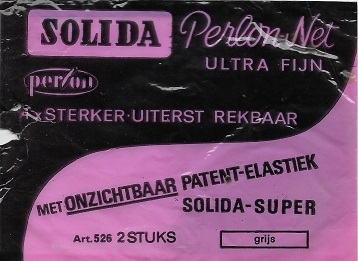 SOLIDA Perlon-Net
ULTRA FIJN
perlon
7x STERKER·UITERST REKBAAR
MET ONZICHTBAAR PATENT-ELASTIEK
SOLIDA-SUPER
Art.526 2 STUKS grijs